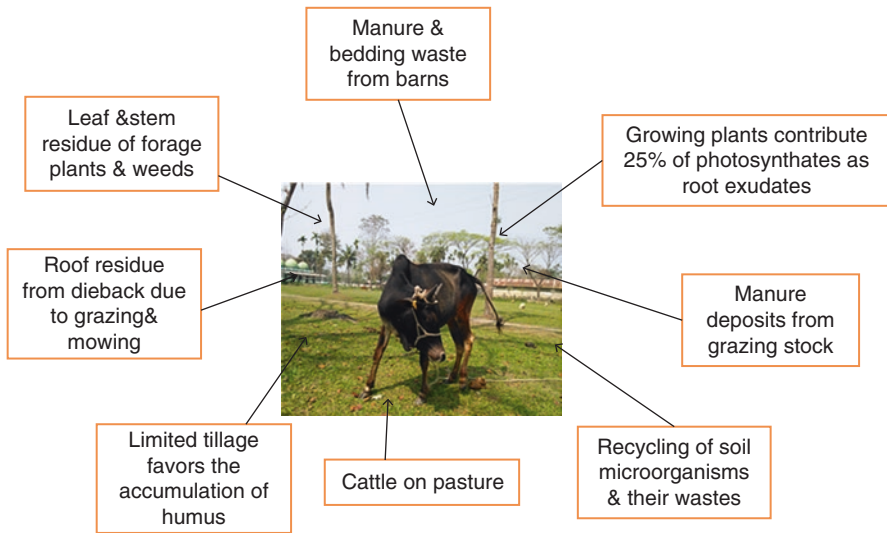 Manure &
bedding waste
from barns
Leaf &stem
residue of forage
plants & weeds
Growing plants contribute
25% of photosynthates as
root exudates
Roof residue
from dieback due
to grazing&
mowing
Manure
deposits from
grazing stock
Limited tillage
favors the
accumulation of
humus
Cattle on pasture
Recycling of soil
microorganisms
& their wastes